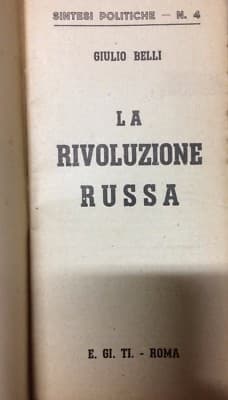 SINTESI POLITICHE — N. 4
GIULIO BELLI
LA
RIVOLUZIONE
RUSSA
E. GI. TI. - ROMA